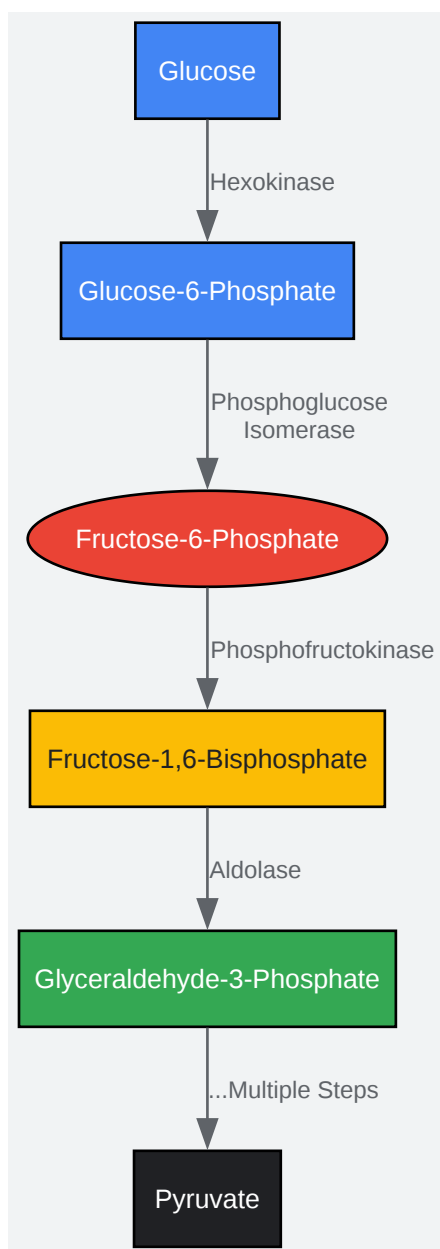 Glucose
Hexokinase
Glucose-6-Phosphate
Phosphoglucose
Isomerase
Fructose-6-Phosphate
Phosphofructokinase
Fructose-1,6-Bisphosphate
Aldolase
Glyceraldehyde-3-Phosphate
...Multiple Steps
Pyruvate